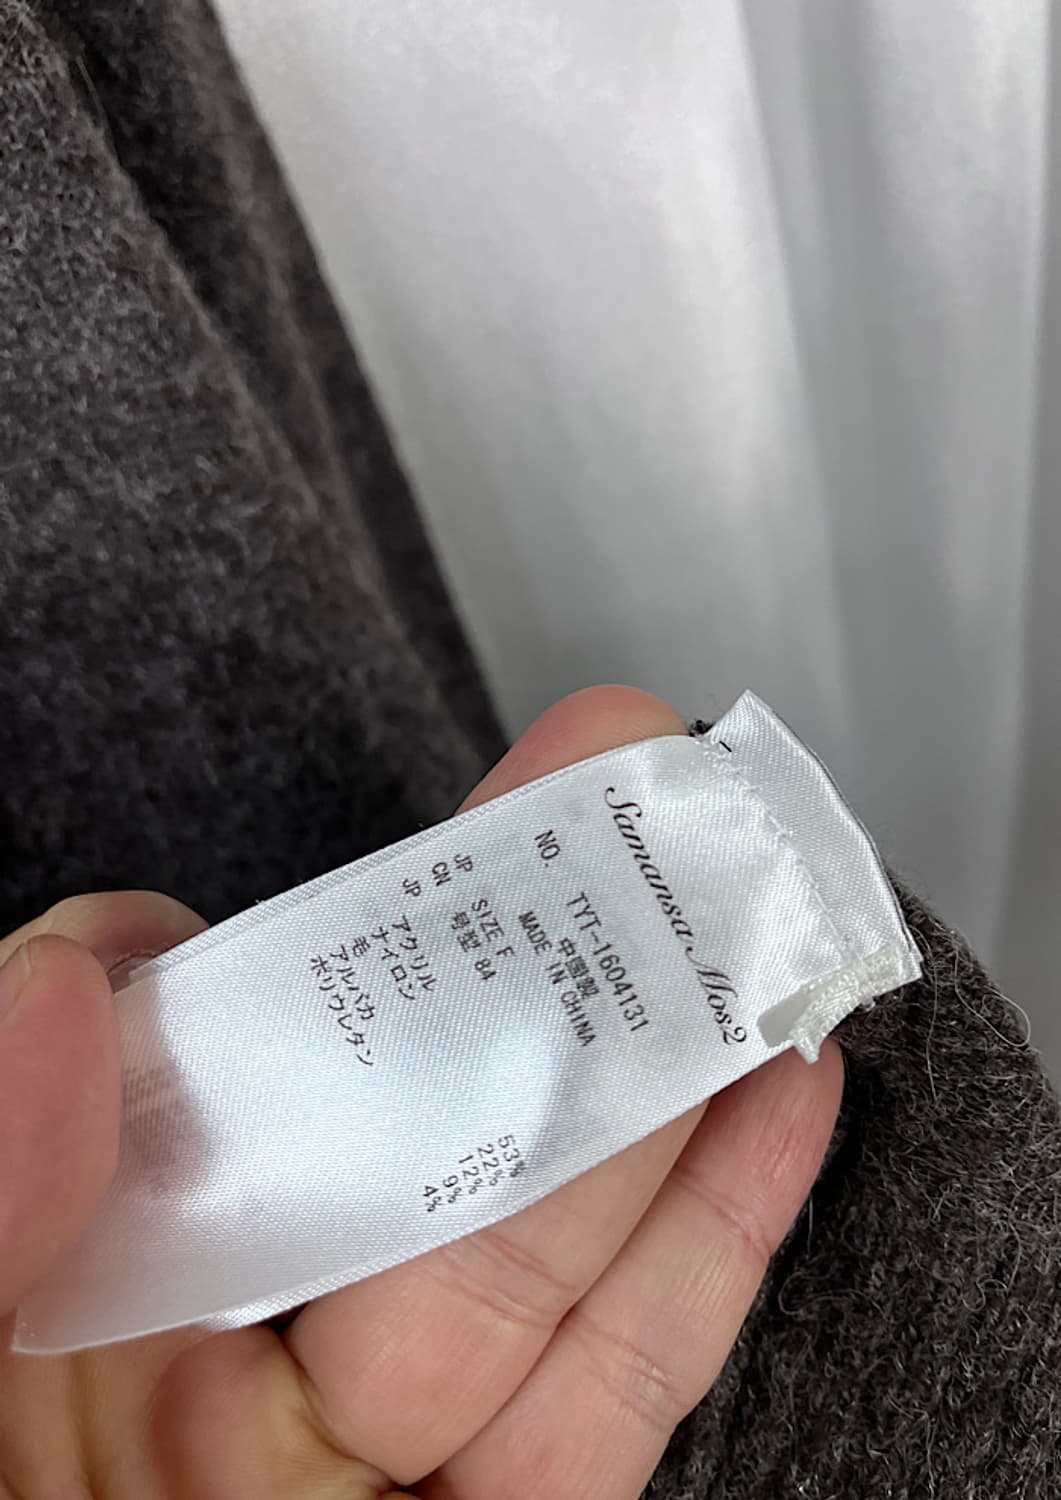 Samansa Mos2
NO. TYT-1604131
中国製
MADE IN CHINA
JP SIZE F
CN 号型 84
JP アクリル 53%
ナイロン 22%
毛 12%
アルパカ 9%
ポリウレタン 4%